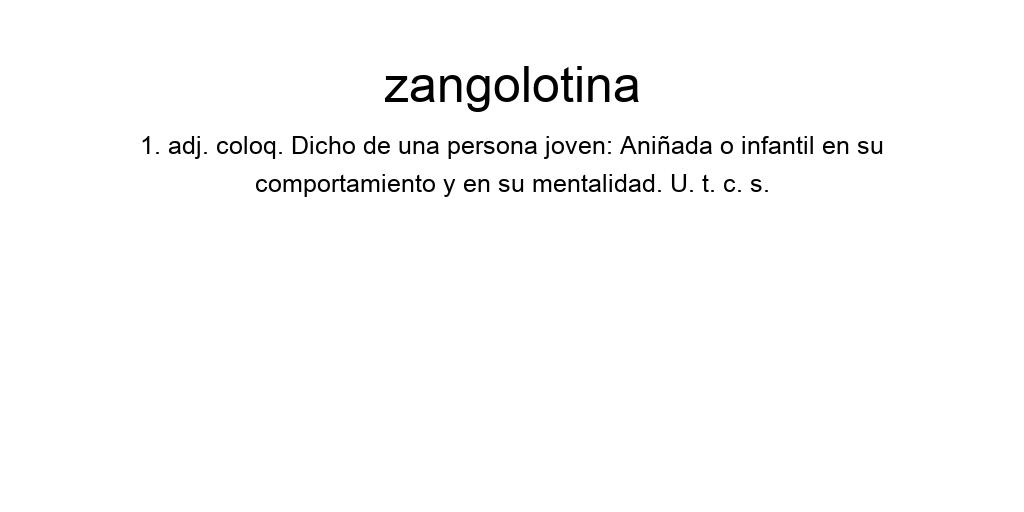 zangolotina
1. adj. coloq. Dicho de una persona joven: Aniñada o infantil en su
comportamiento y en su mentalidad. U. t. c. s.